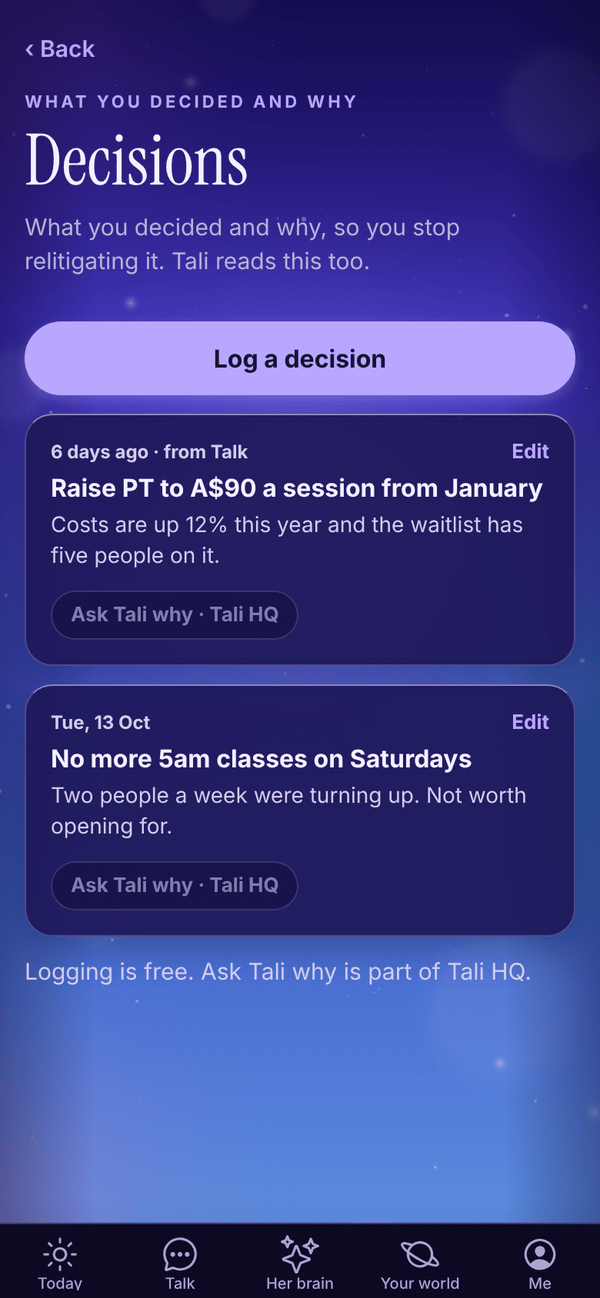 ‹ Back
WHAT YOU DECIDED AND WHY
Decisions
What you decided and why, so you stop
relitigating it. Tali reads this too.
Log a decision
6 days ago · from Talk
Edit
Raise PT to A$90 a session from January
Costs are up 12% this year and the waitlist has
five people on it.
Ask Tali why · Tali HQ
Tue, 13 Oct
Edit
No more 5am classes on Saturdays
Two people a week were turning up. Not worth
opening for.
Ask Tali why · Tali HQ
Logging is free. Ask Tali why is part of Tali HQ.
Today
Talk
Her brain
Your world
Me